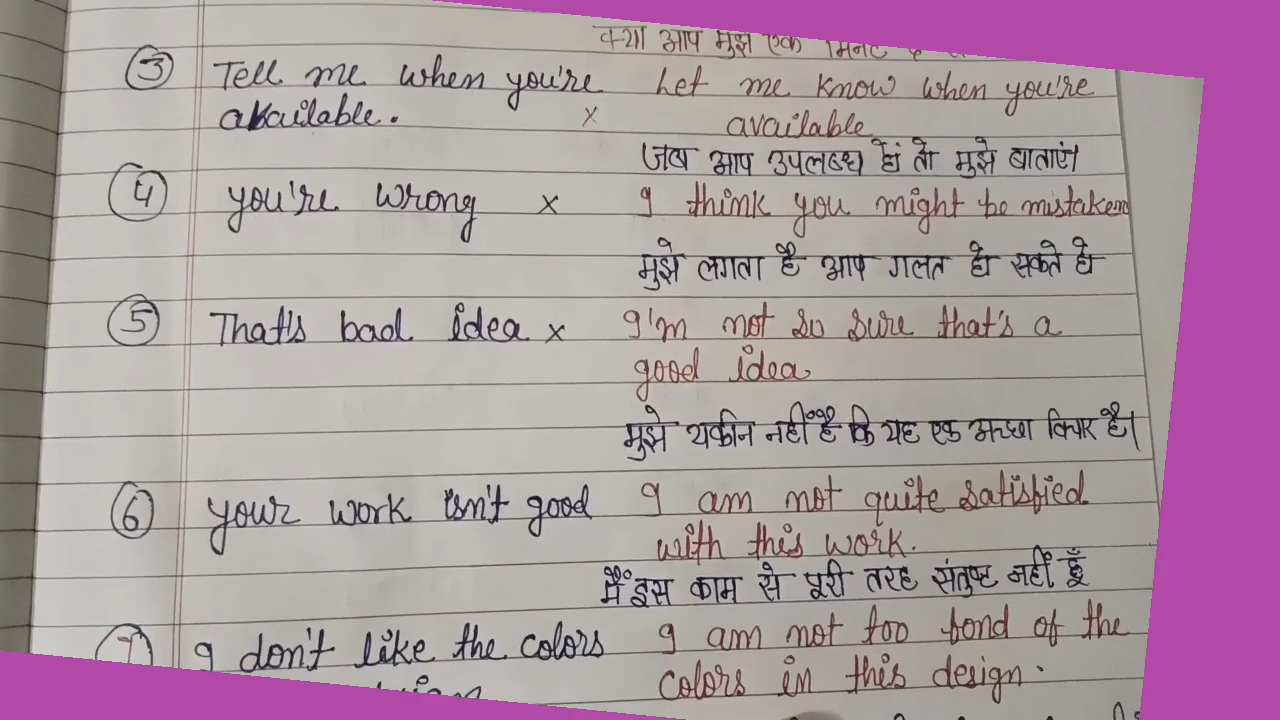 क्या आप मुझे एक मिनट
③ Tell me when you're Let me know when you're
available. × available
जब आप उपलब्ध हों तो मुझे बाताएं।
④ you're wrong × I think you might be mistaken
मुझे लगता है आप गलत हो सकते हो
⑤ That's bad idea × I'm not so sure that's a
good idea
मुझे यकीन नहीं है कि यह एक अच्छा विचार है।
⑥ your work isn't good I am not quite satisfied
with this work.
मैं इस काम से पूरी तरह संतुष्ट नहीं हूँ
⑦ I don't like the colors I am not too fond of the
colors in this design.